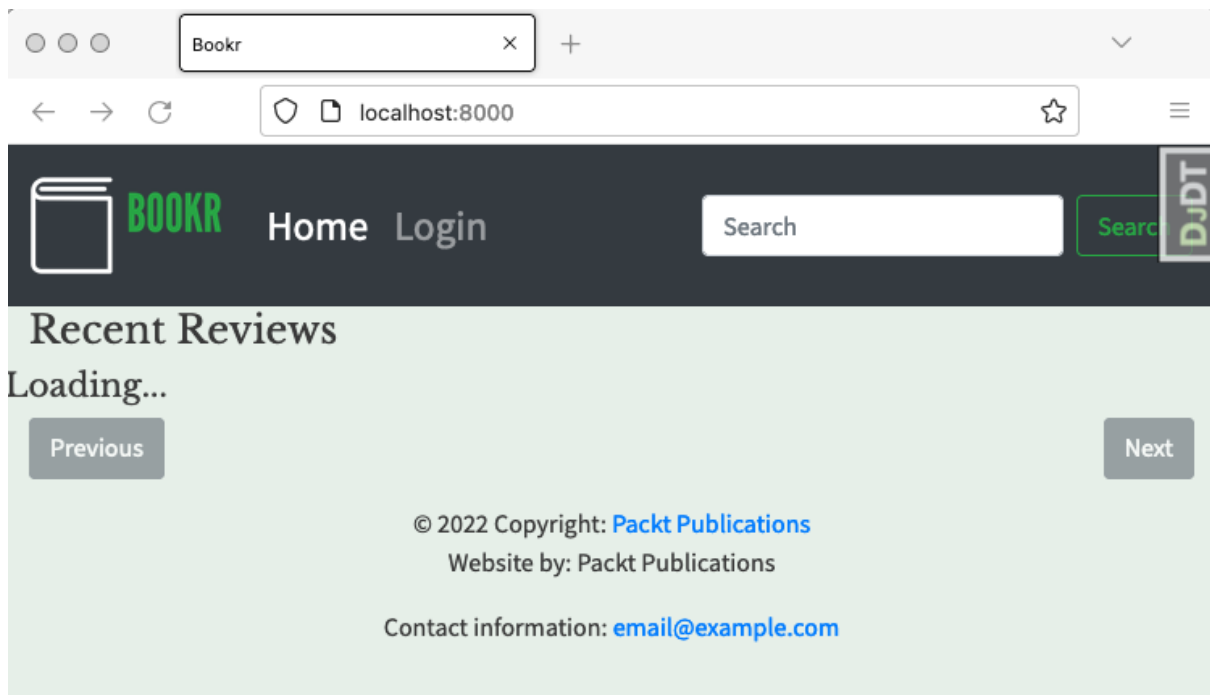 Bookr
localhost:8000
BOOKR Home Login Search Search
DJDT
Recent Reviews
Loading...
Previous Next
© 2022 Copyright: Packt Publications
Website by: Packt Publications
Contact information: email@example.com